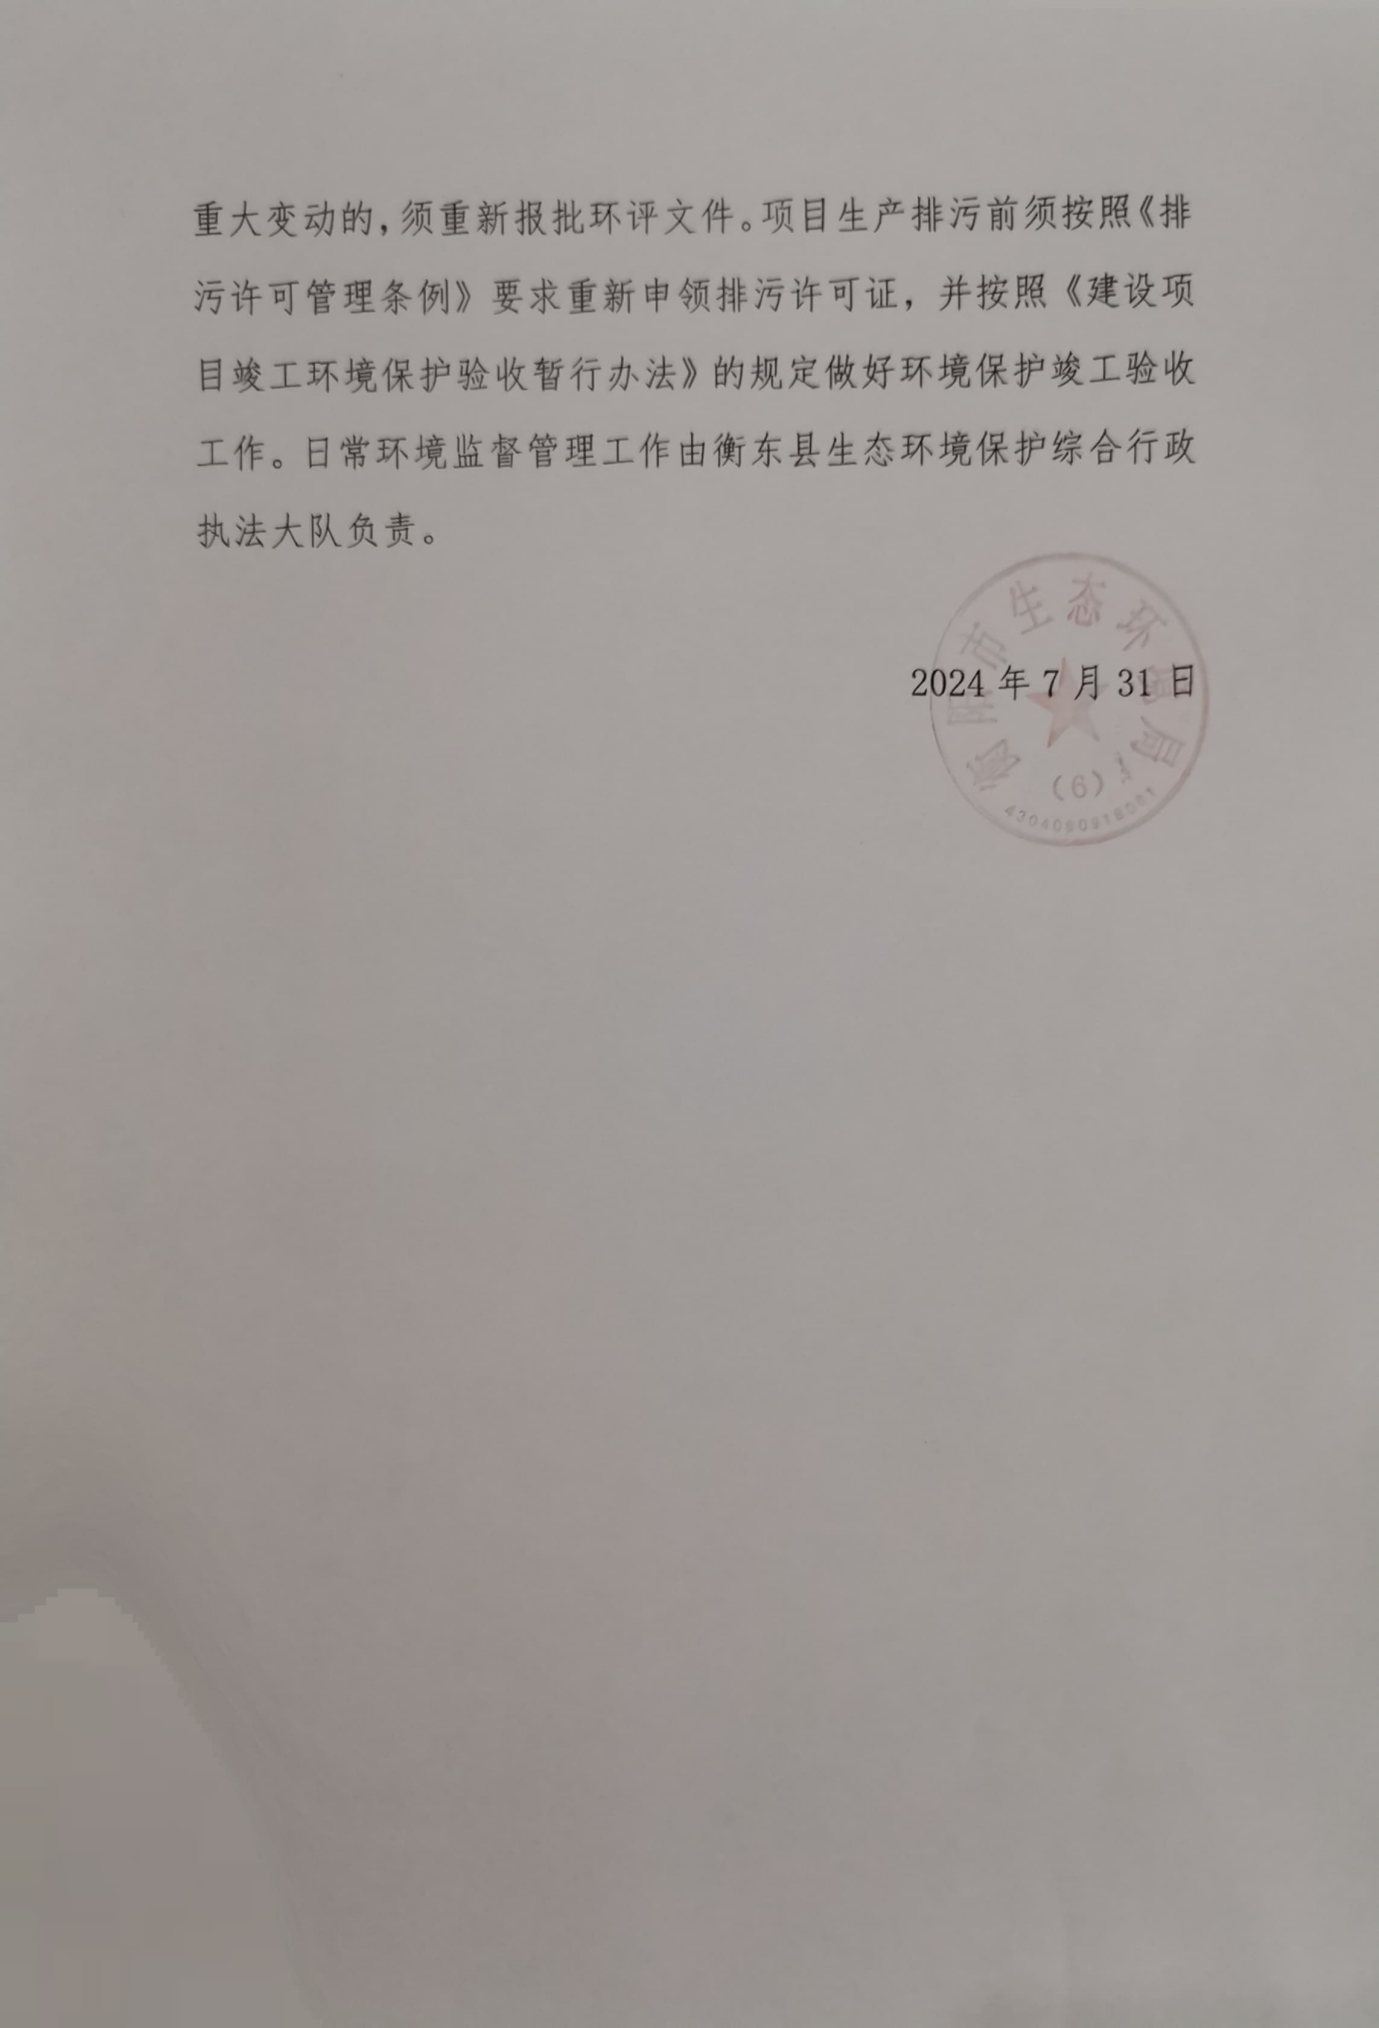 重大变动的,须重新报批环评文件。项目生产排污前须按照《排
污许可管理条例》要求重新申领排污许可证，并按照《建设项
目竣工环境保护验收暂行办法》的规定做好环境保护竣工验收
工作。日常环境监督管理工作由衡东县生态环境保护综合行政
执法大队负责。
衡阳市生态环境局
2024年7月31日
（6）